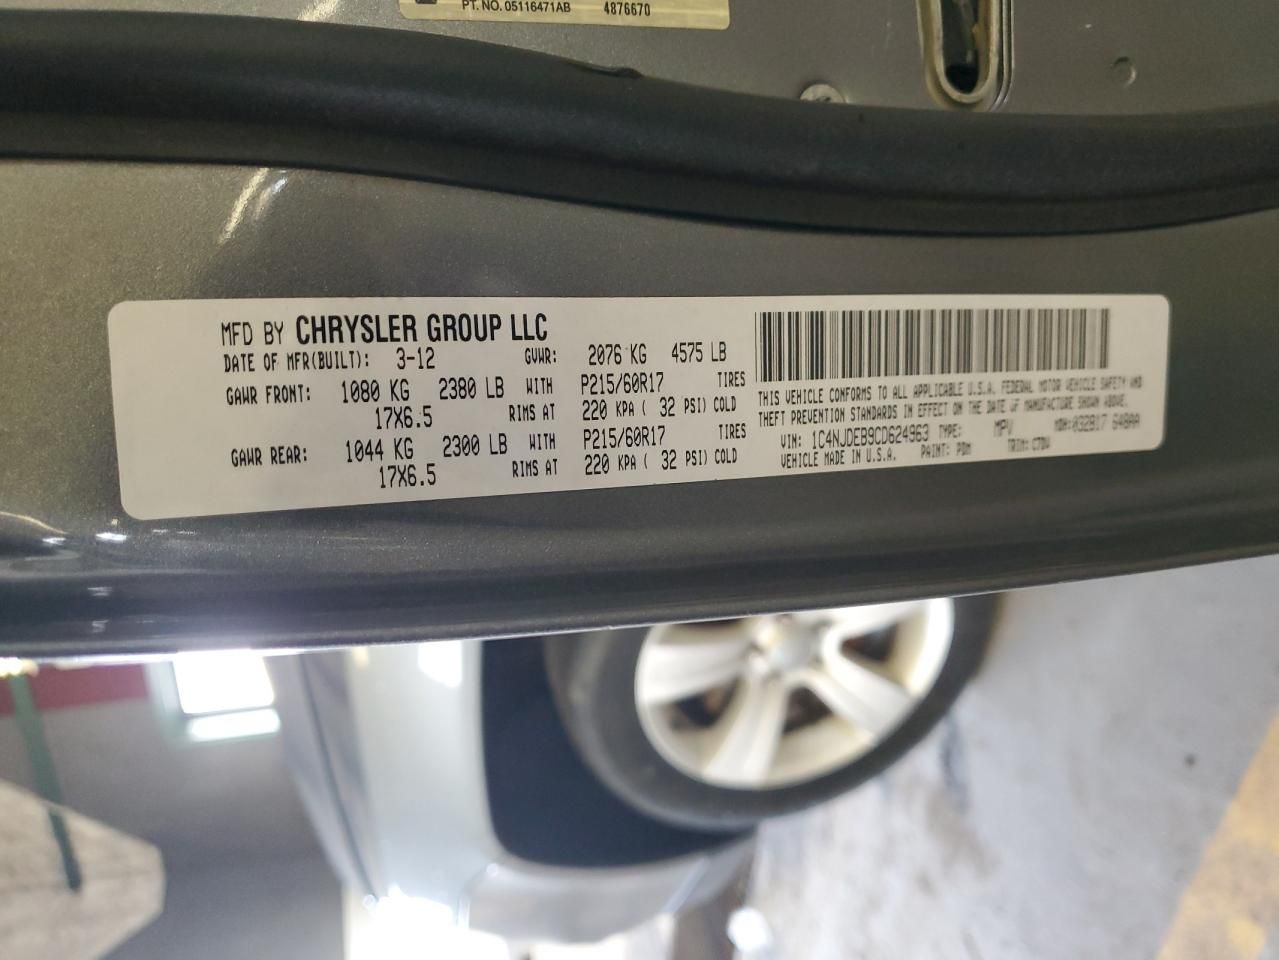 PT. NO. 05116471AB 4876670
MFD BY CHRYSLER GROUP LLC
DATE OF MFR(BUILT): 3-12 GVWR: 2076 KG 4575 LB
GAWR FRONT: 1080 KG 2380 LB WITH P215/60R17 TIRES
17X6.5 RIMS AT 220 KPA ( 32 PSI) COLD
GAWR REAR: 1044 KG 2300 LB WITH P215/60R17 TIRES
17X6.5 RIMS AT 220 KPA ( 32 PSI) COLD
THIS VEHICLE CONFORMS TO ALL APPLICABLE U.S.A. FEDERAL MOTOR VEHICLE SAFETY AND
THEFT PREVENTION STANDARDS IN EFFECT ON THE DATE OF MANUFACTURE SHOWN ABOVE.
VIN: 1C4NJDEB9CD624963 TYPE: MPV MDH:
VEHICLE MADE IN U.S.A. PAINT: PDM TRIM: